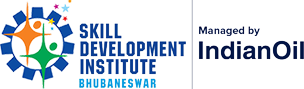 SKILL
DEVELOPMENT
INSTITUTE
BHUBANESWAR
Managed by
IndianOil